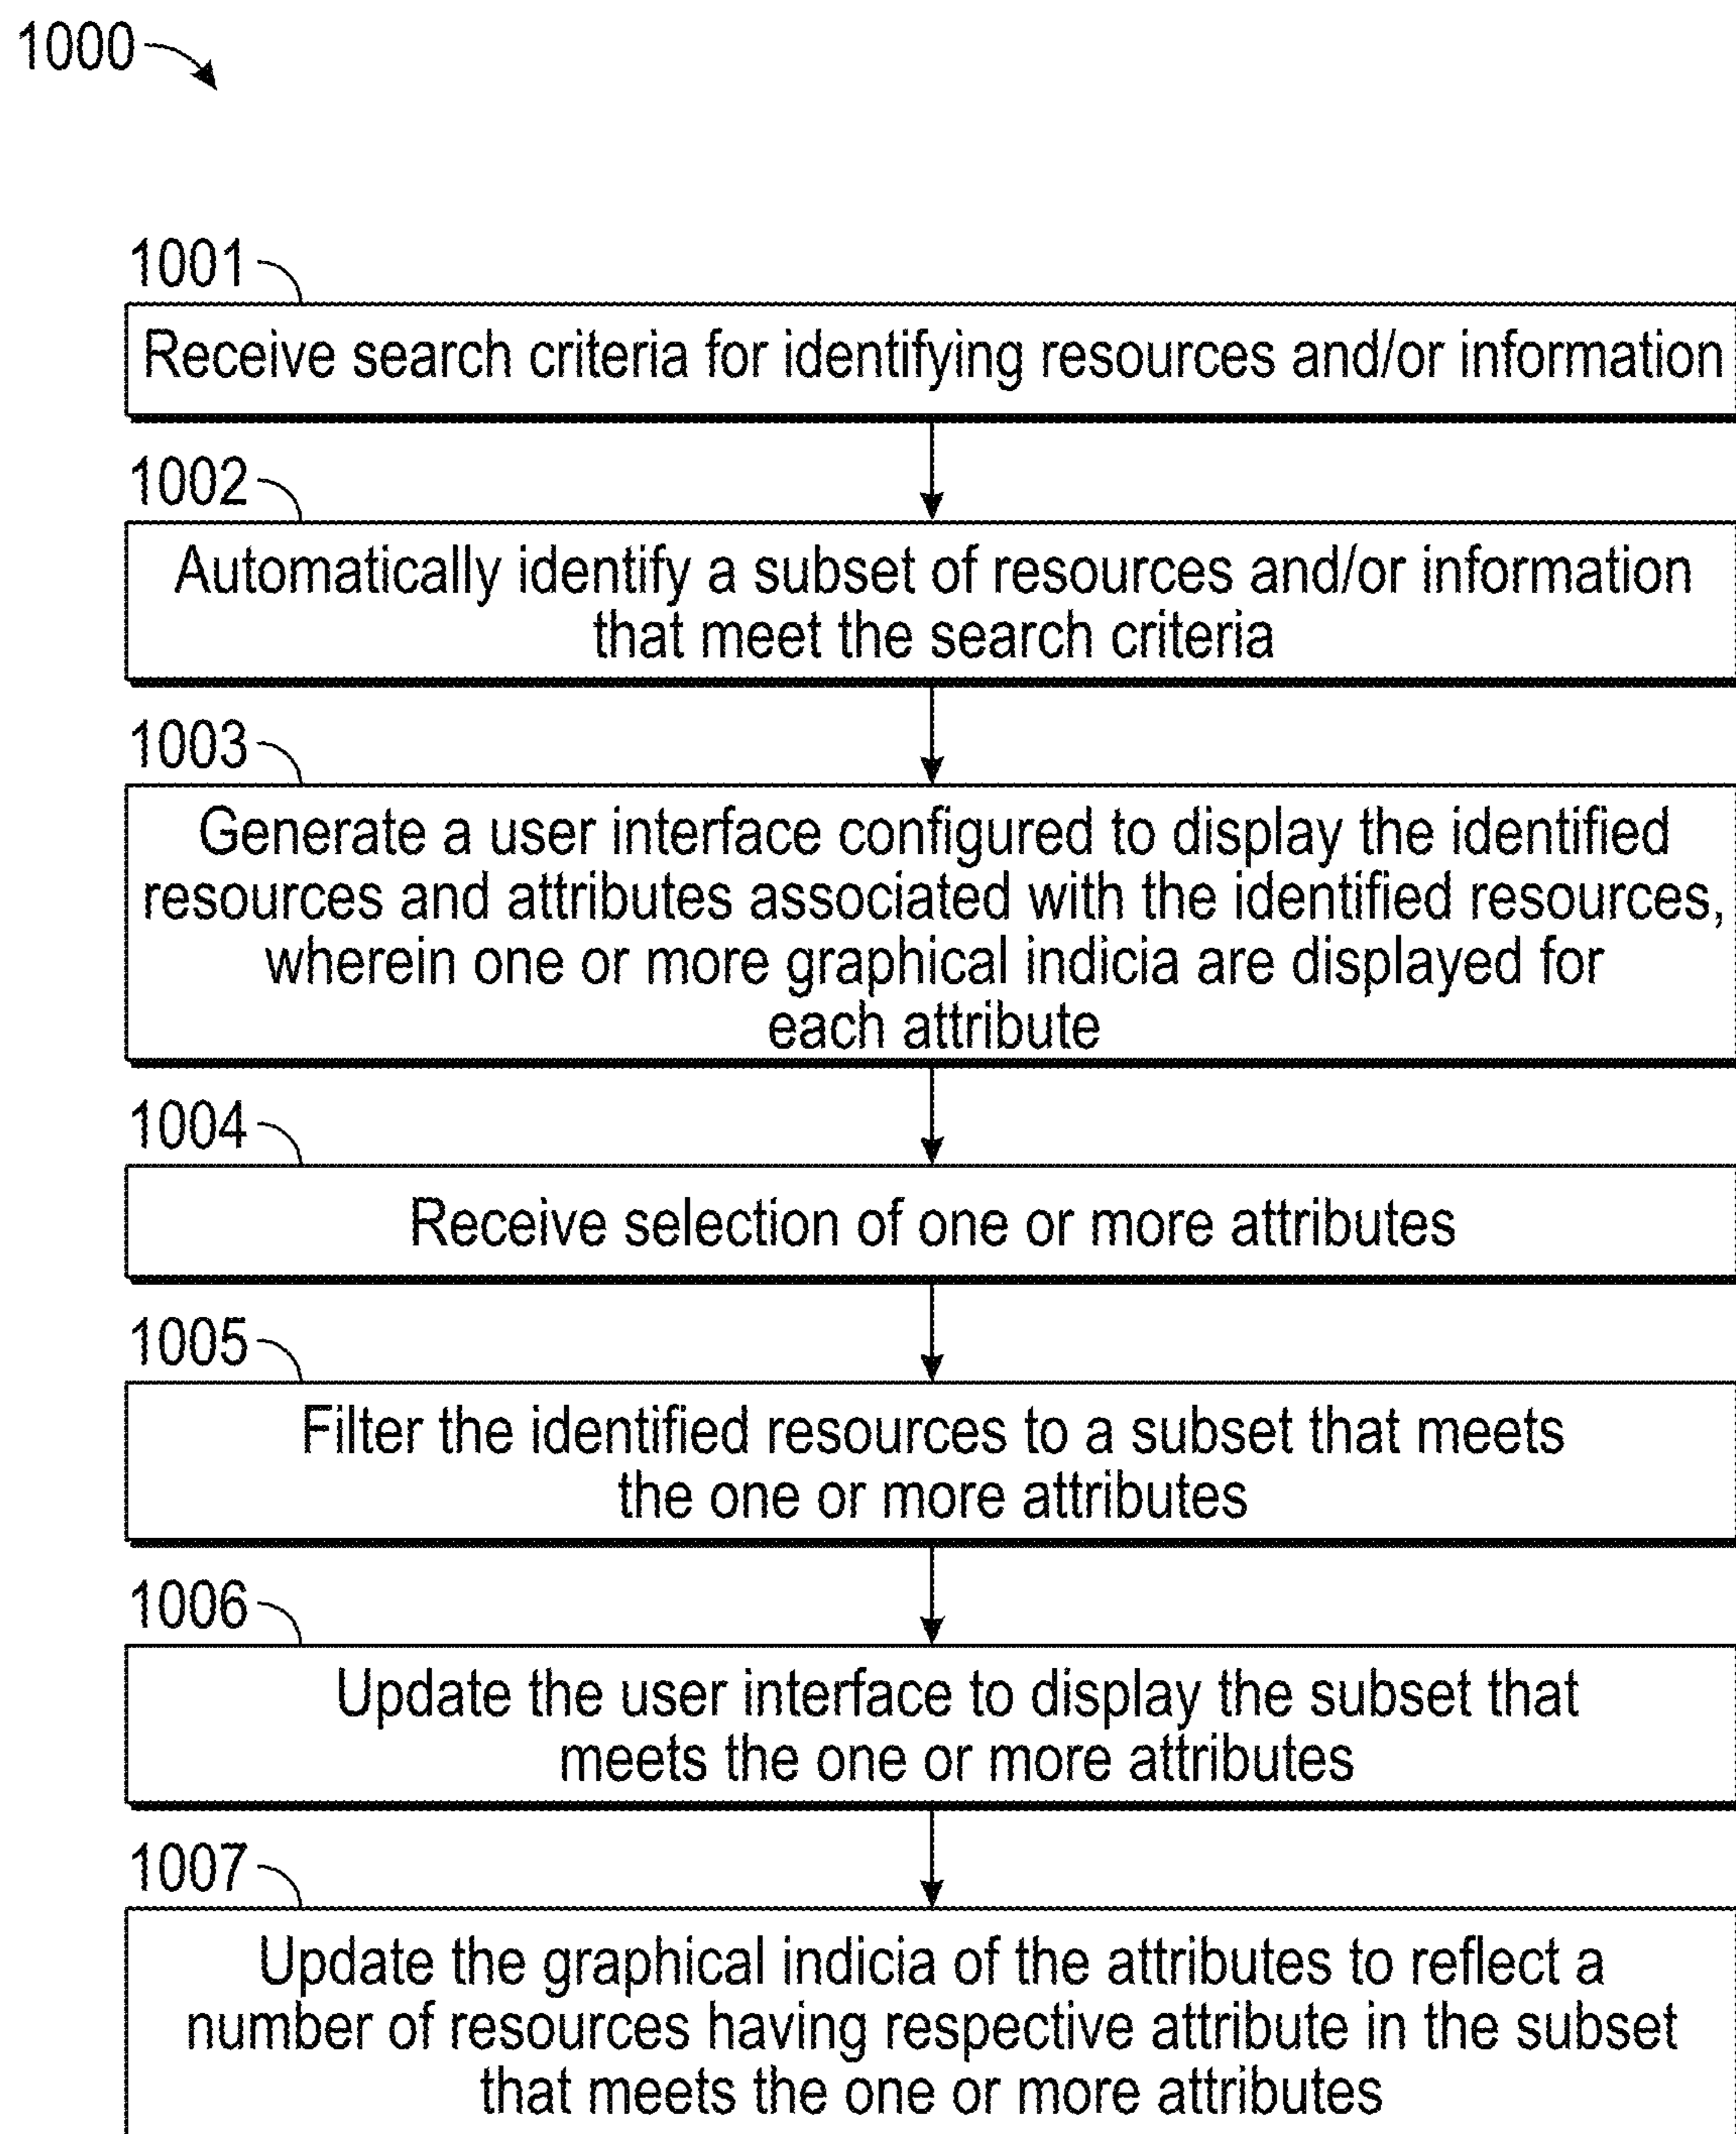 1000
1001
Receive search criteria for identifying resources and/or information
1002
Automatically identify a subset of resources and/or information
that meet the search criteria
1003
Generate a user interface configured to display the identified
resources and attributes associated with the identified resources,
wherein one or more graphical indicia are displayed for
each attribute
1004
Receive selection of one or more attributes
1005
Filter the identified resources to a subset that meets
the one or more attributes
1006
Update the user interface to display the subset that
meets the one or more attributes
1007
Update the graphical indicia of the attributes to reflect a
number of resources having respective attribute in the subset
that meets the one or more attributes